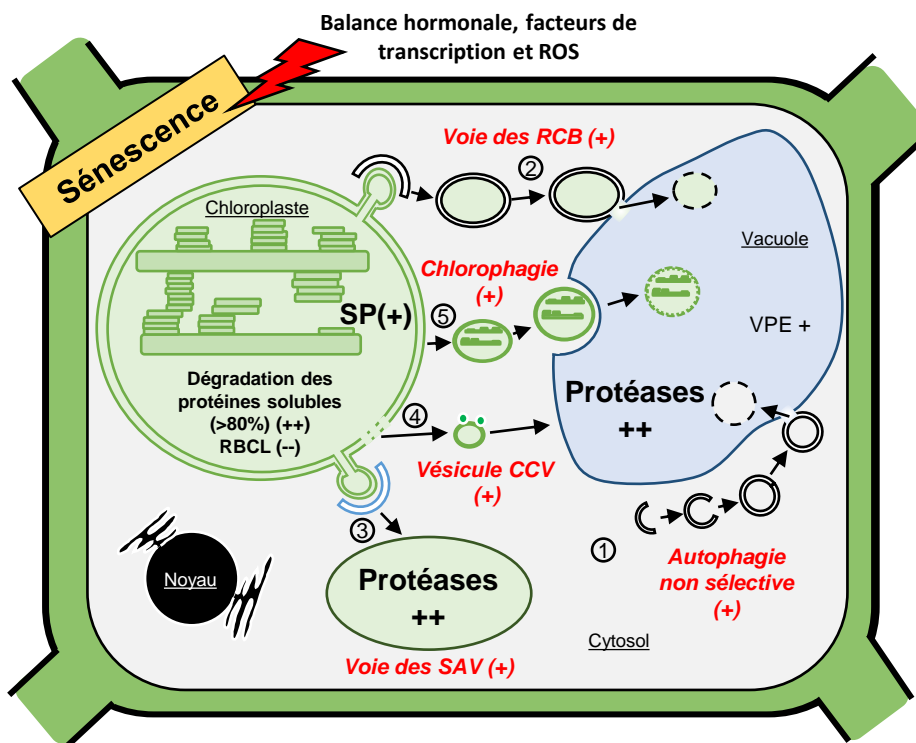 Balance hormonale, facteurs de
transcription et ROS
Sénescence
Voie des RCB (+)
②
Chloroplaste
Vacuole
Chlorophagie
(+)
SP(+)
⑤
VPE +
Dégradation des
protéines solubles
(>80%) (++)
RBCL (--)
Protéases
++
④
Vésicule CCV
(+)
③
①
Autophagie
non sélective
(+)
Noyau
Protéases
++
Cytosol
Voie des SAV (+)